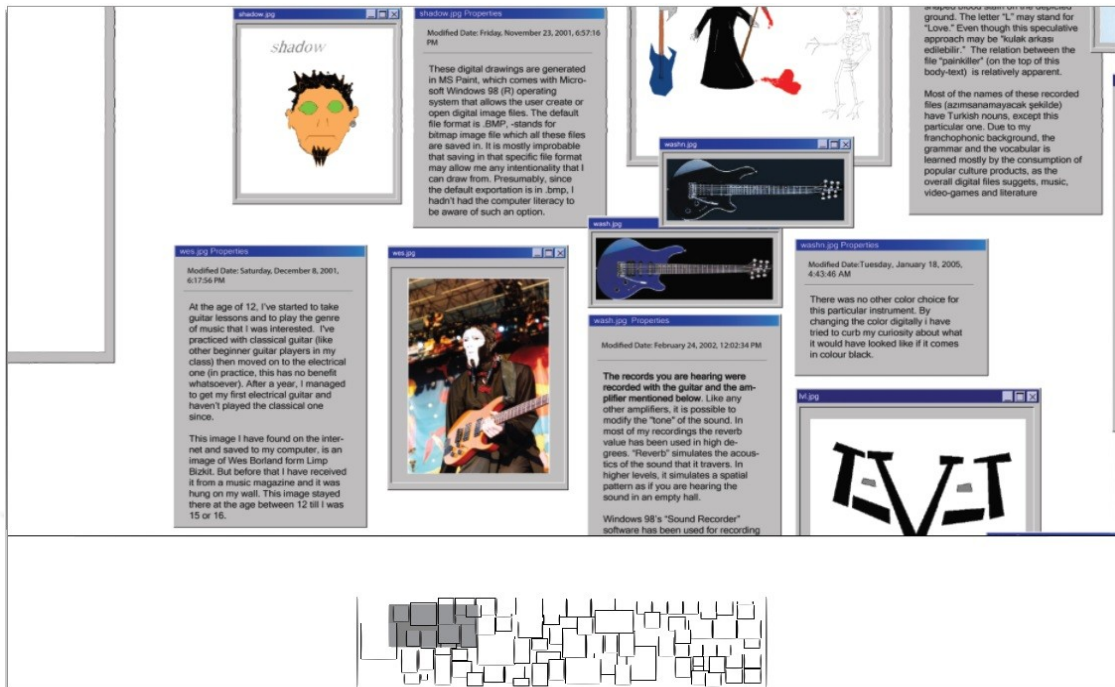 shadow.jpg
shadow
shadow.jpg Properties
Modified Date: Friday, November 23, 2001, 6:57:16
PM
These digital drawings are generated
in MS Paint, which comes with Micro-
soft Windows 98 (R) operating
system that allows the user create or
open digital image files. The default
file format is .BMP, -stands for
bitmap image file which all these files
are saved in. It is mostly improbable
that saving in that specific file format
may allow me any intentionality that I
can draw from. Presumably, since
the default exportation is in .bmp, I
hadn't had the computer literacy to
be aware of such an option.
shaped blood stain on the depicted
ground. The letter "L" may stand for
"Love." Even though this speculative
approach may be "kulak arkası
edilebilir." The relation between the
file "painkiller" (on the top of this
body-text) is relatively apparent.
Most of the names of these recorded
files (azımsanamayacak şekilde)
have Turkish nouns, except this
particular one. Due to my
franchophonic background, the
grammar and the vocabular is
learned mostly by the consumption of
popular culture products, as the
overall digital files suggets, music,
video-games and literature
washn.jpg
wash.jpg
wes.jpg Properties
Modified Date: Saturday, December 8, 2001,
6:17:56 PM
At the age of 12, I've started to take
guitar lessons and to play the genre
of music that I was interested. I've
practiced with classical guitar (like
other beginner guitar players in my
class) then moved on to the electrical
one (in practice, this has no benefit
whatsoever). After a year, I managed
to get my first electrical guitar and
haven't played the classical one
since.
This image I have found on the inter-
net and saved to my computer, is an
image of Wes Borland form Limp
Bizkit. But before that I have received
it from a music magazine and it was
hung on my wall. This image stayed
there at the age between 12 till I was
15 or 16.
wes.jpg
wash.jpg Properties
Modified Date: February 24, 2002, 12:02:34 PM
The records you are hearing were
recorded with the guitar and the am-
plifier mentioned below. Like any
other amplifiers, it is possible to
modify the "tone" of the sound. In
most of my recordings the reverb
value has been used in high de-
grees. "Reverb" simulates the acous-
tics of the sound that it travers. In
higher levels, it simulates a spatial
pattern as if you are hearing the
sound in an empty hall.
Windows 98's "Sound Recorder"
software has been used for recording
washn.jpg Properties
Modified Date:Tuesday, January 18, 2005,
4:43:46 AM
There was no other color choice for
this particular instrument. By
changing the color digitally i have
tried to curb my curiosity about what
it would have looked like if it comes
in colour black.
lvl.jpg